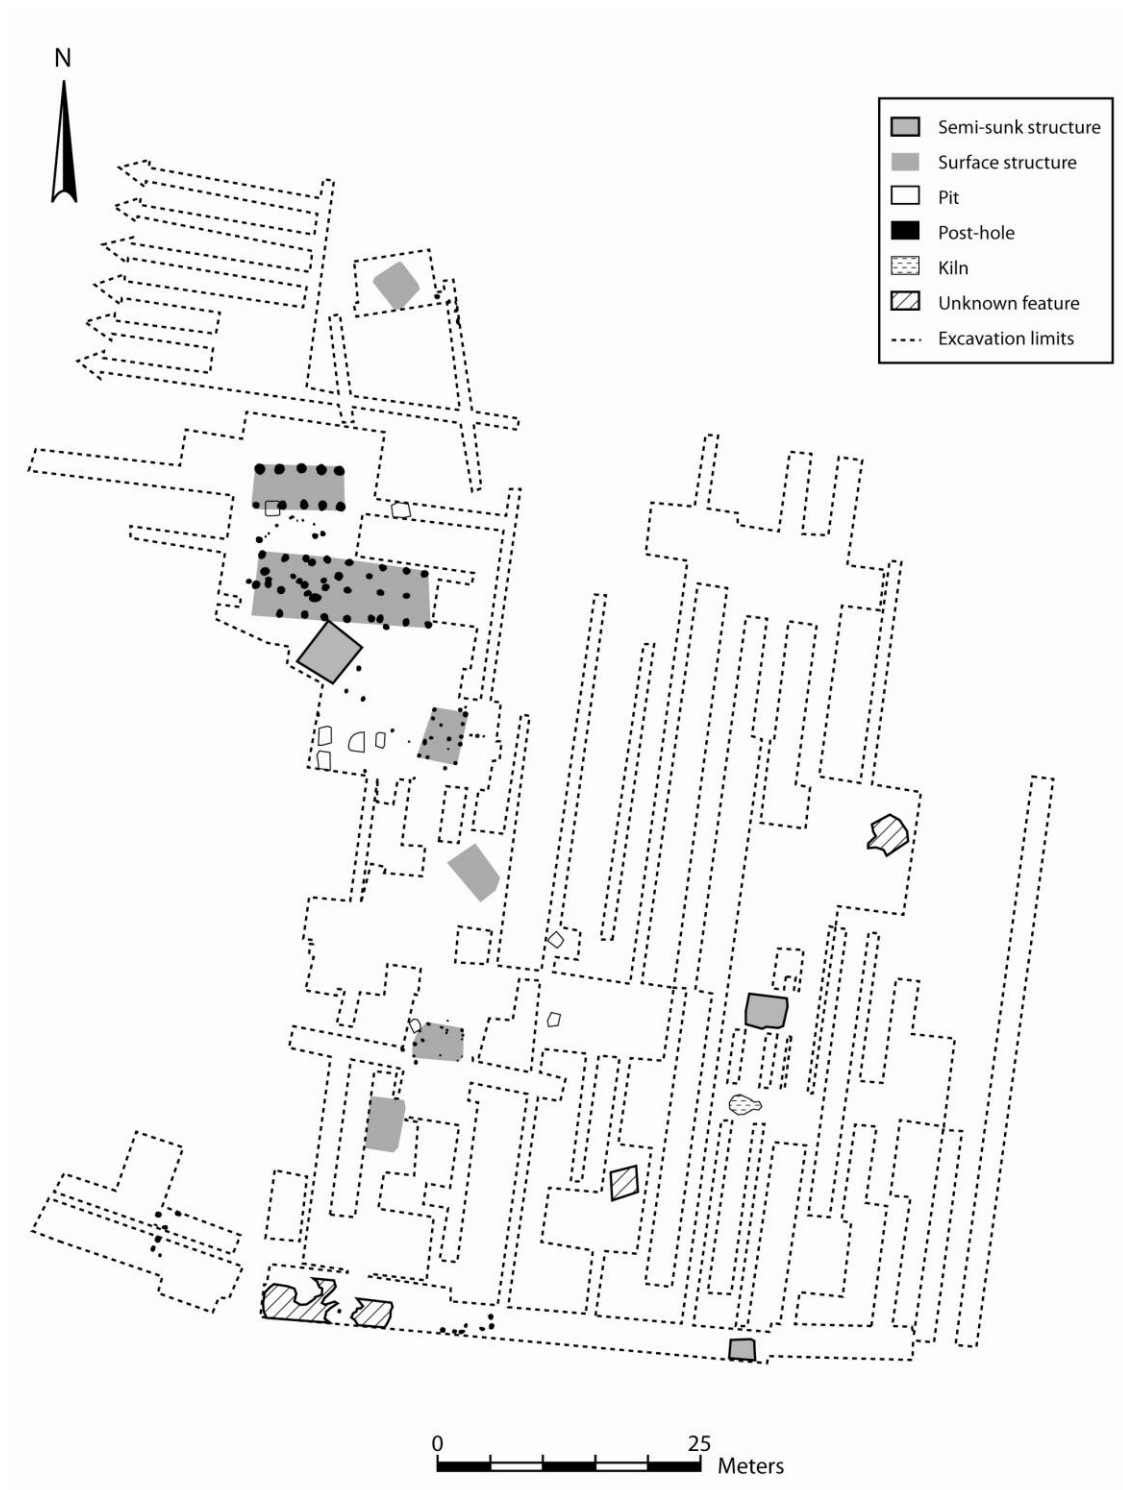 N
Semi-sunk structure
Surface structure
Pit
Post-hole
Kiln
Unknown feature
Excavation limits
0 25
Meters